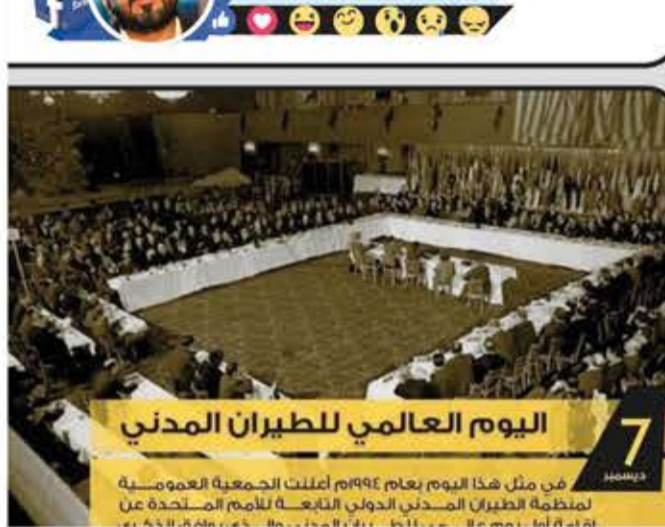 اليوم العالمي للطيران المدني
7
ديسمبر
في مثل هذا اليوم بعام ١٩٩٤م أعلنت الجمعية العمومية
لمنظمة الطيران المدني الدولي التابعة للأمم المتحدة عن